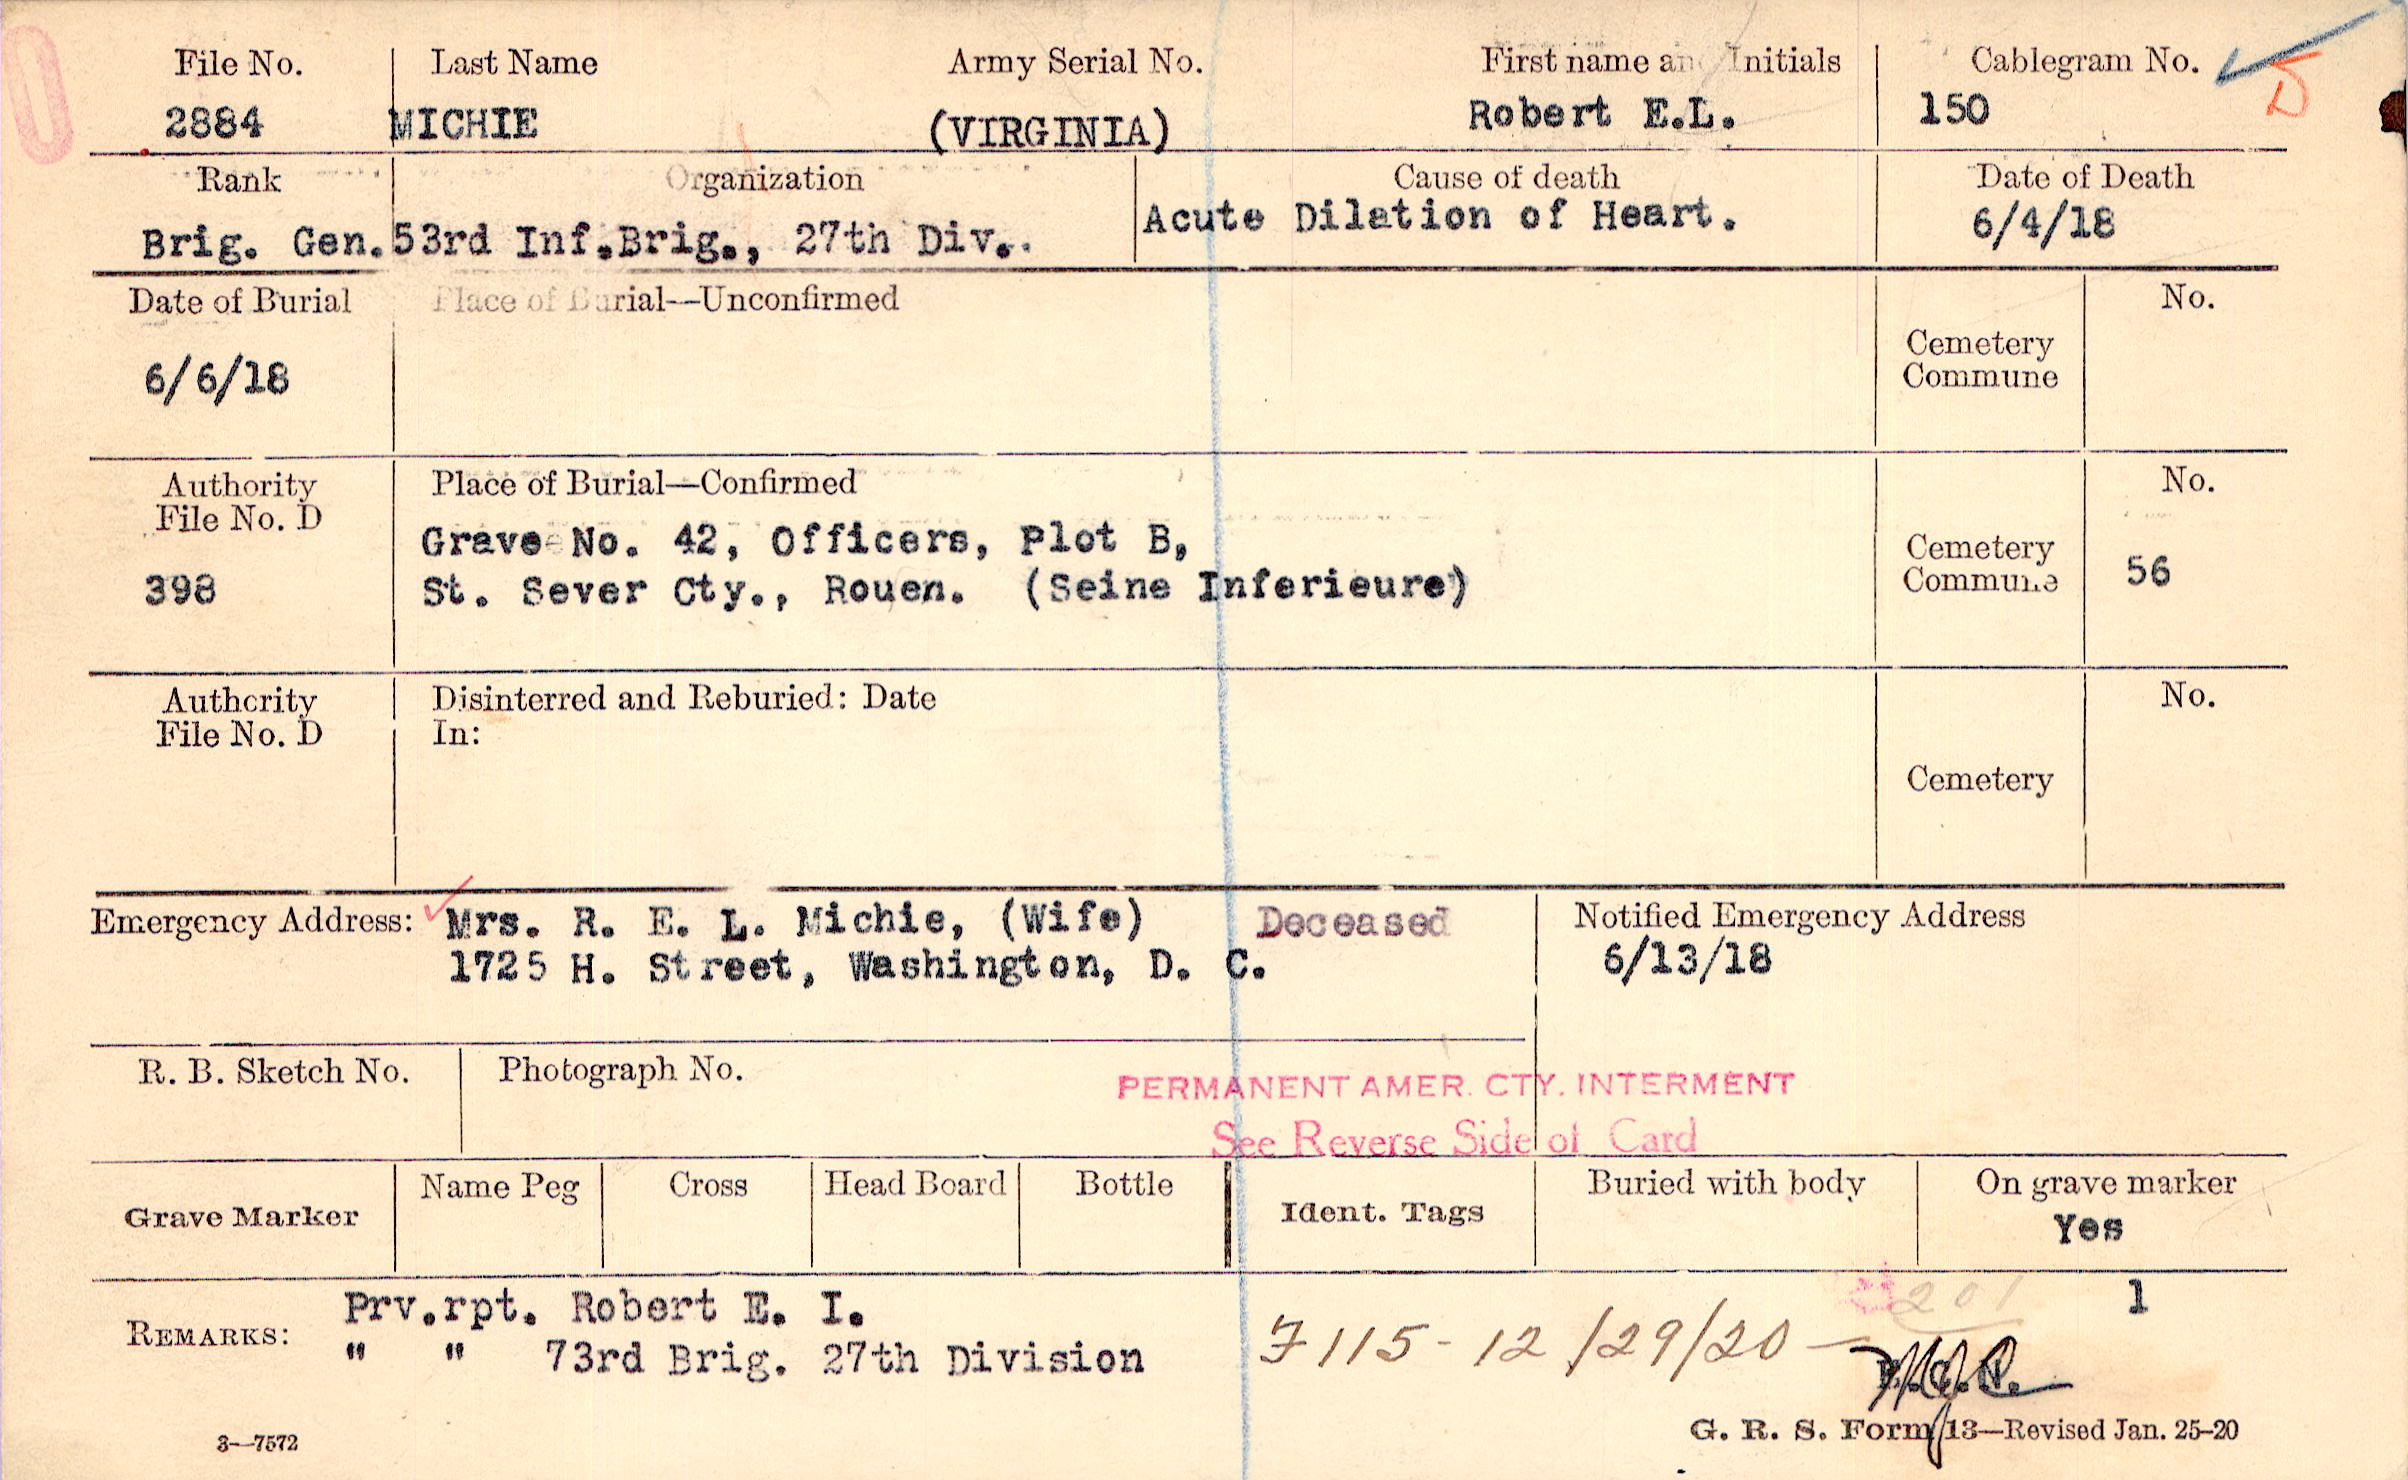 File No. Last Name Army Serial No. First name and Initials Cablegram No.
2884 MICHIE (VIRGINIA) Robert E.L. 150 D
Rank Organization Cause of death Date of Death
Brig. Gen. 53rd Inf.Brig., 27th Div.. Acute Dilation of Heart. 6/4/18
Date of Burial Place of Burial—Unconfirmed No.
6/6/18 Cemetery
Commune
Authority Place of Burial—Confirmed No.
File No. D
Grave No. 42, Officers, Plot B, Cemetery
398 St. Sever Cty., Rouen. (Seine Inferieure) Commune 56
Authority Disinterred and Reburied: Date No.
File No. D In:
Cemetery
Emergency Address: Mrs. R. E. L. Michie, (Wife) Deceased Notified Emergency Address
1725 H. Street, Washington, D. C. 6/13/18
R. B. Sketch No. Photograph No.
PERMANENT AMER. CTY. INTERMENT
See Reverse Side of Card
Grave Marker Name Peg Cross Head Board Bottle Ident. Tags Buried with body On grave marker
Yes
201 1
REMARKS: Prv.rpt. Robert E. I.
" " 73rd Brig. 27th Division 7115-12/29/20-
3—7572 G. R. S. Form 13—Revised Jan. 25-20